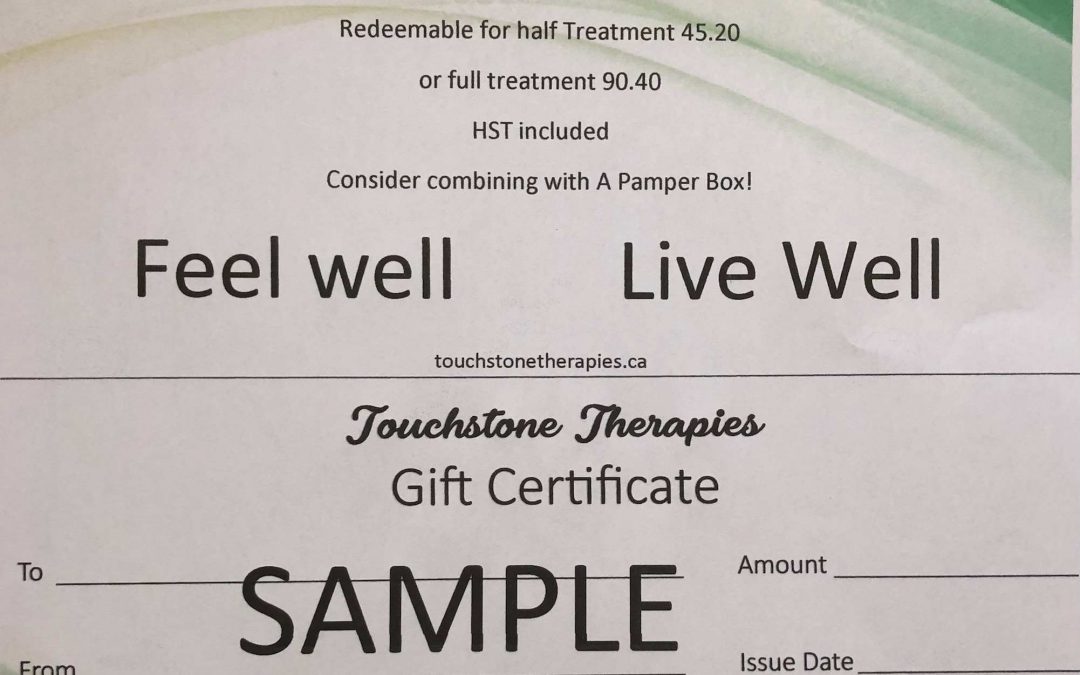 Redeemable for half Treatment 45.20
or full treatment 90.40
HST included
Consider combining with A Pamper Box!
Feel well Live Well
touchstonetherapies.ca
Touchstone Therapies
Gift Certificate
To Amount
SAMPLE
From Issue Date